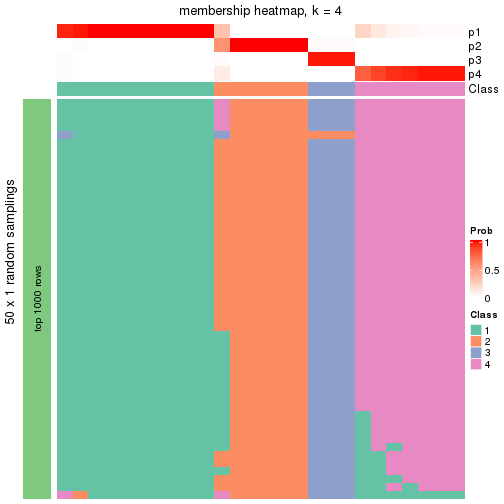 membership heatmap, k = 4
p1
p2
p3
p4
Class
50 x 1 random samplings
top 1000 rows
Prob
1
0.5
0
Class
1
2
3
4